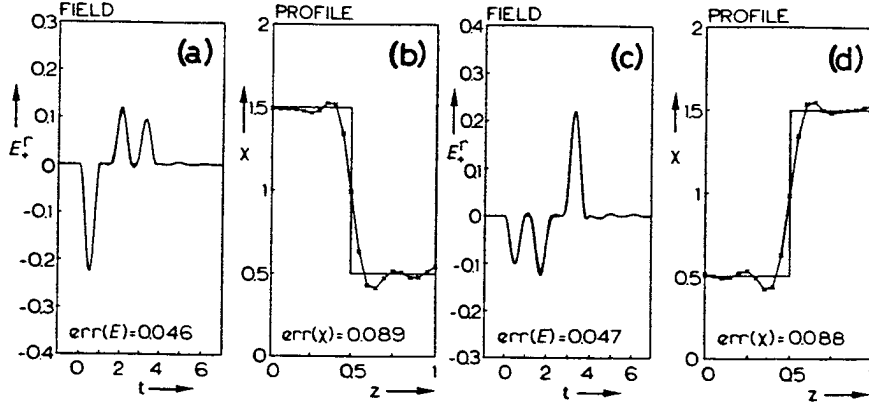 FIELD
(a)
0.3
0.2
0.1
0
-0.1
-0.2
-0.3
-0.4
E₊ʳ
err(E)=0.046
0 2 4 6
t
PROFILE
(b)
2
1.5
1
0.5
0
χ
err(χ)=0.089
0 0.5 1
z
FIELD
(c)
0.4
0.3
0.2
0.1
0
-0.1
-0.2
-0.3
E₊ʳ
err(E)=0.047
0 2 4 6
t
PROFILE
(d)
2
1.5
1
0.5
0
χ
err(χ)=0.088
0 0.5 1
z